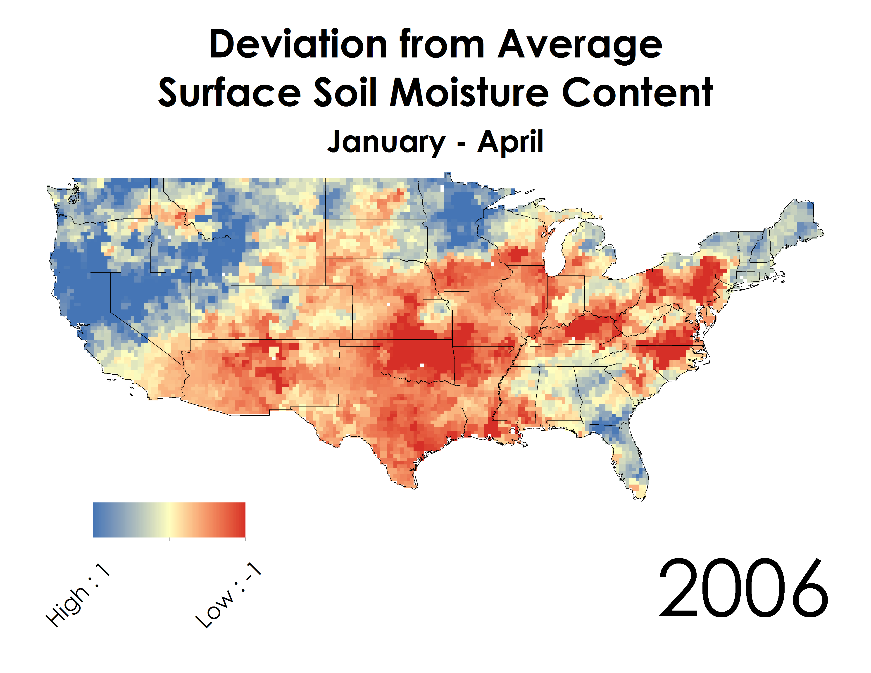 Deviation from Average
Surface Soil Moisture Content
January - April
High : 1
Low : -1
2006